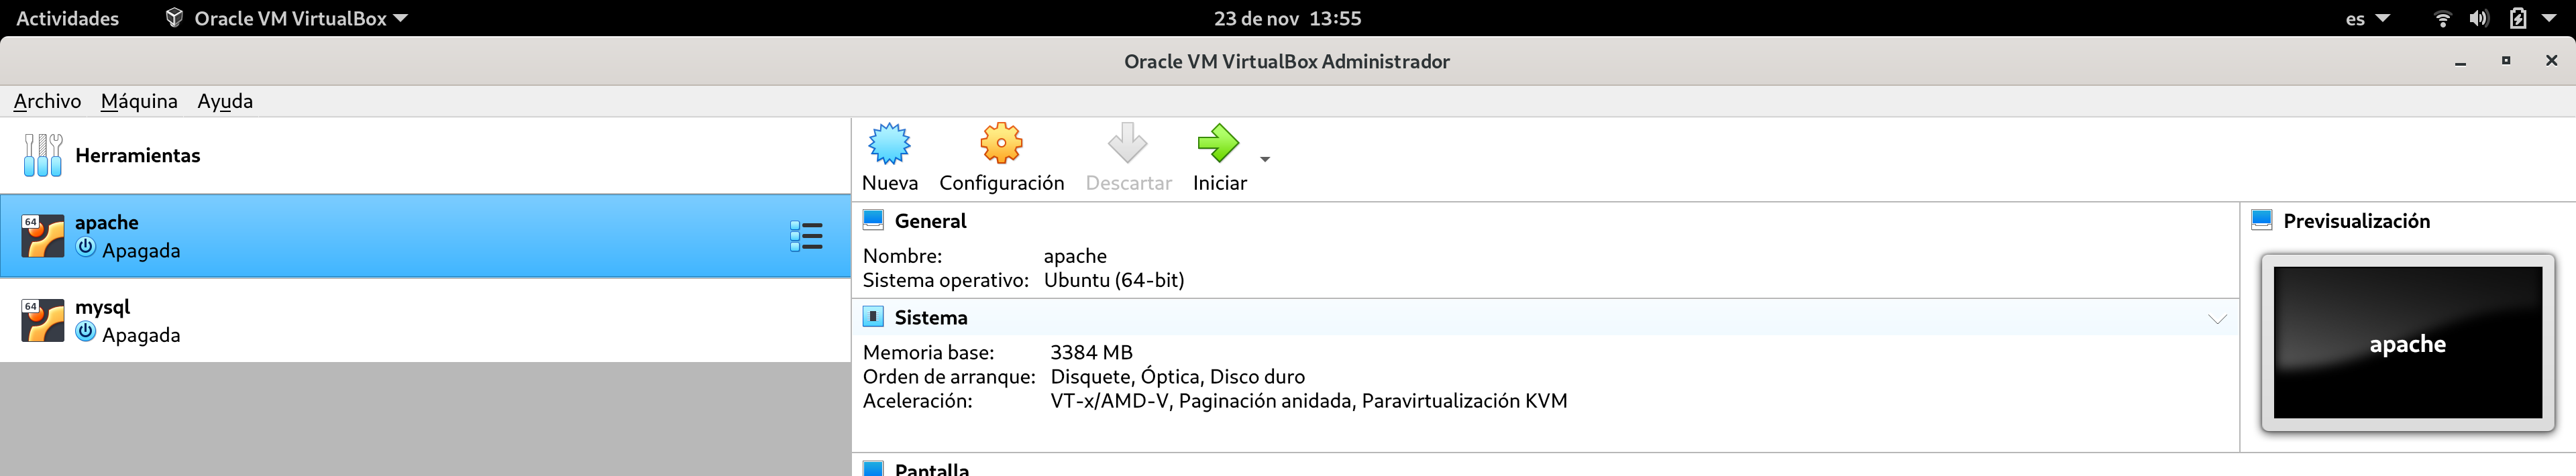 Actividades Oracle VM VirtualBox 23 de nov 13:55 es
Oracle VM VirtualBox Administrador
Archivo Máquina Ayuda
Herramientas
64 apache
Apagada
64 mysql
Apagada
Nueva Configuración Descartar Iniciar
General
Nombre: apache
Sistema operativo: Ubuntu (64-bit)
Sistema
Memoria base: 3384 MB
Orden de arranque: Disquete, Óptica, Disco duro
Aceleración: VT-x/AMD-V, Paginación anidada, Paravirtualización KVM
Pantalla
Previsualización
apache